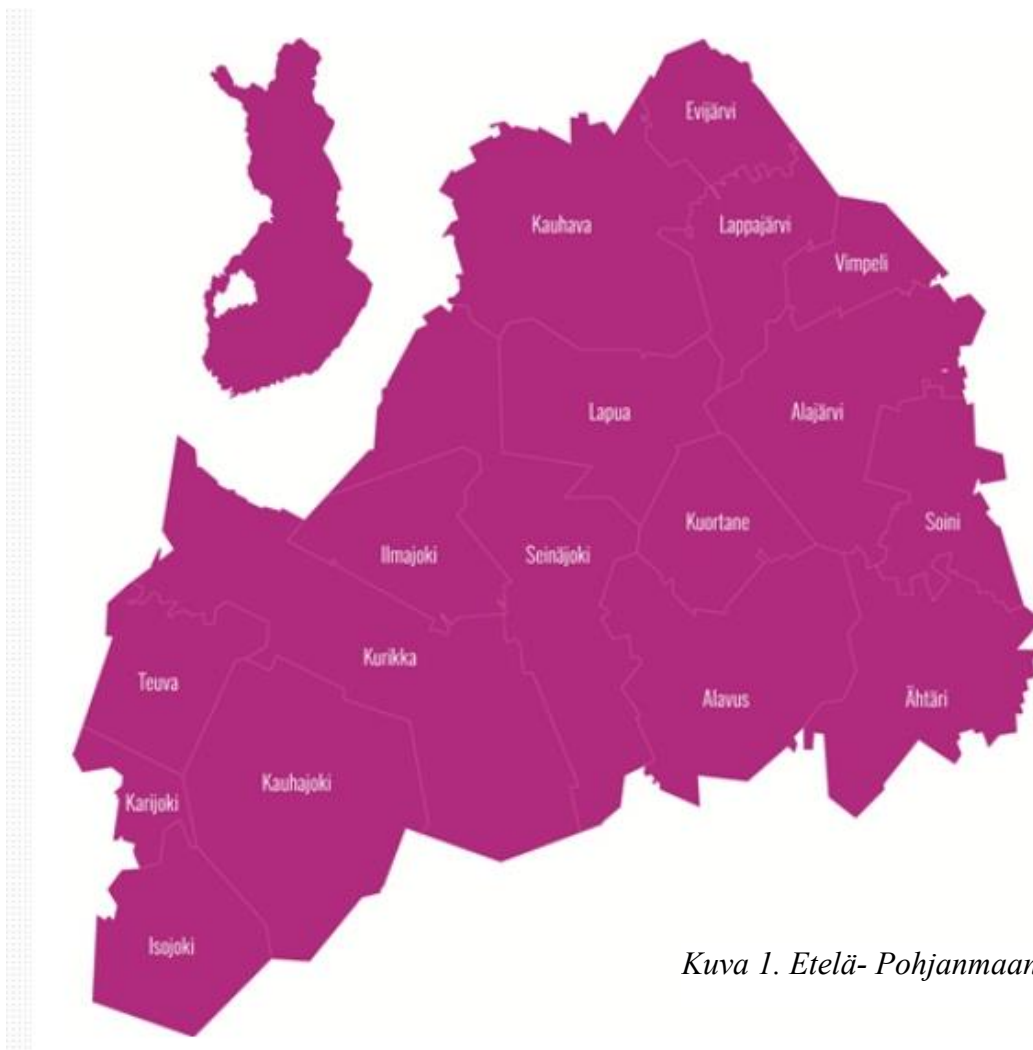 Evijärvi
Kauhava
Lappajärvi
Vimpeli
Lapua
Alajärvi
Kuortane
Soini
Ilmajoki
Seinäjoki
Kurikka
Teuva
Alavus
Ähtäri
Kauhajoki
Karijoki
Isojoki
Kuva 1. Etelä- Pohjanmaan